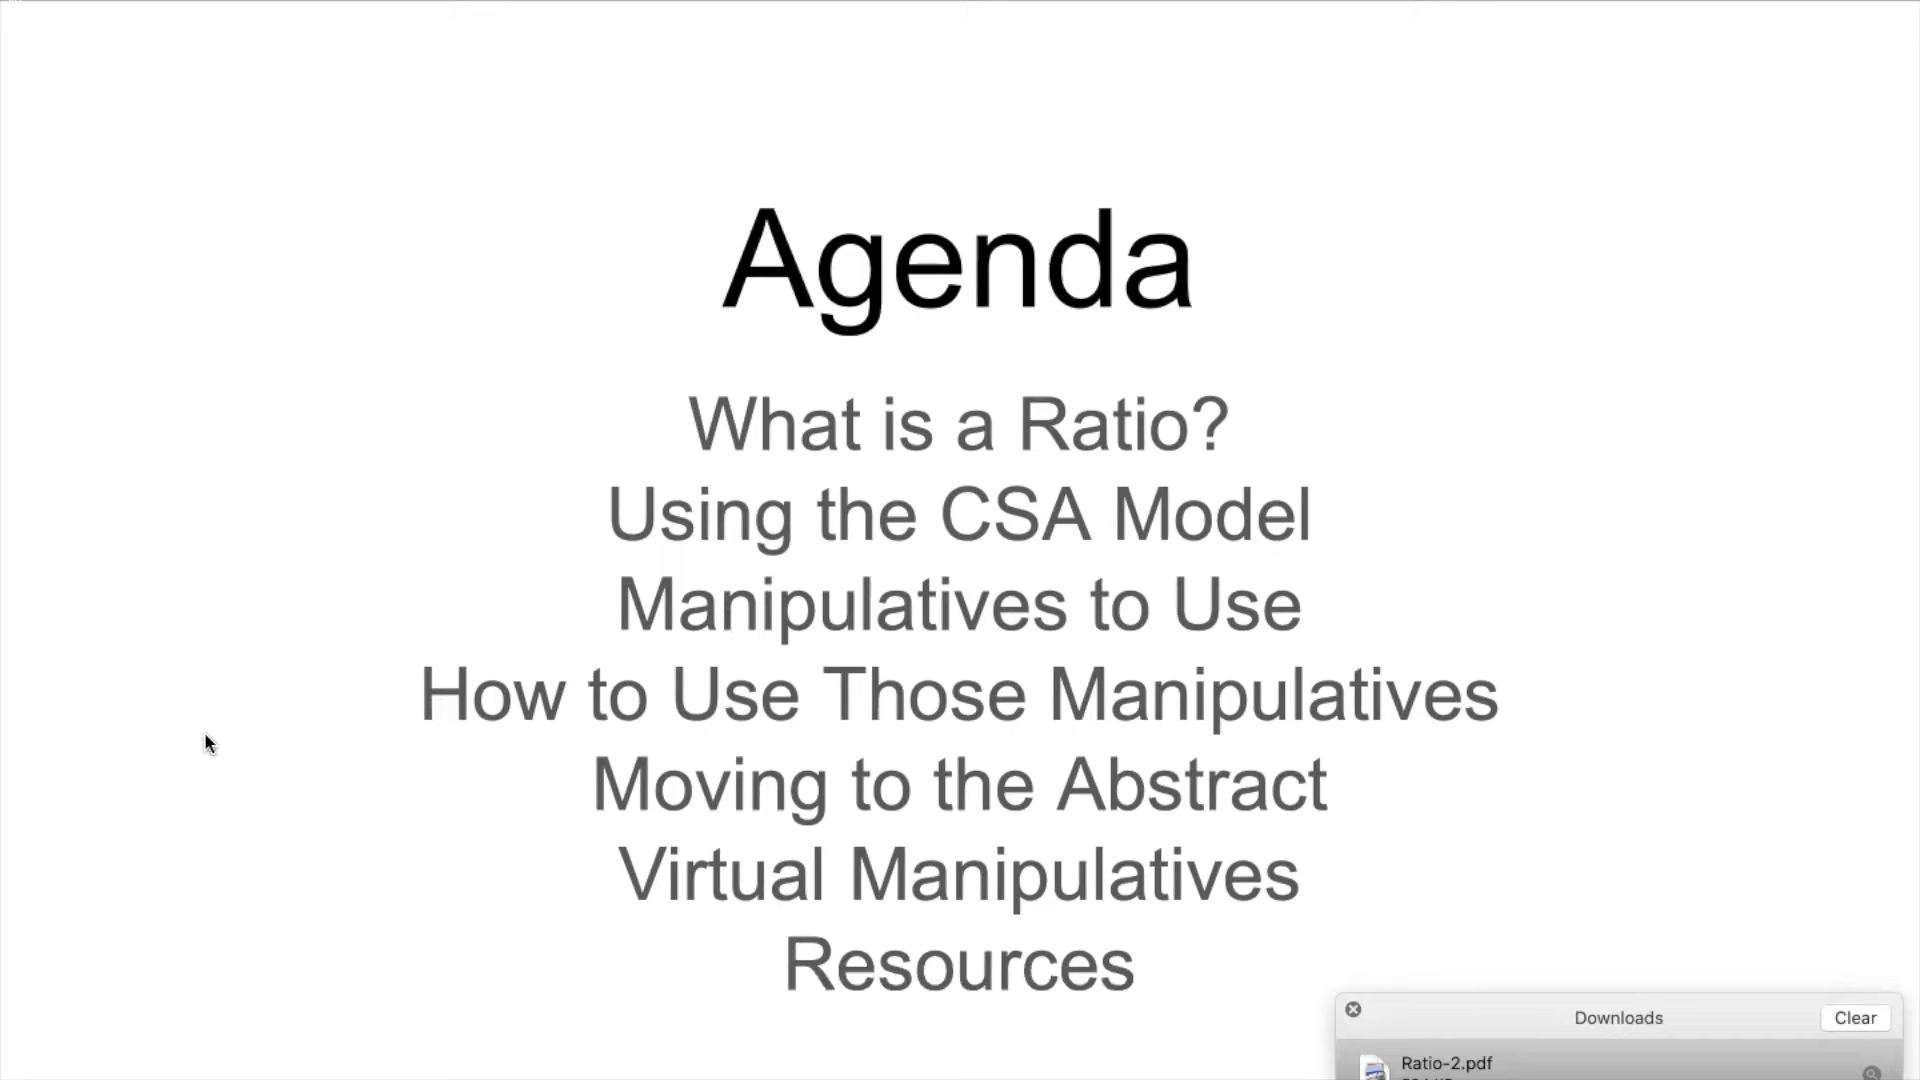 Agenda
What is a Ratio?
Using the CSA Model
Manipulatives to Use
How to Use Those Manipulatives
Moving to the Abstract
Virtual Manipulatives
Resources
Downloads
Clear
Ratio-2.pdf